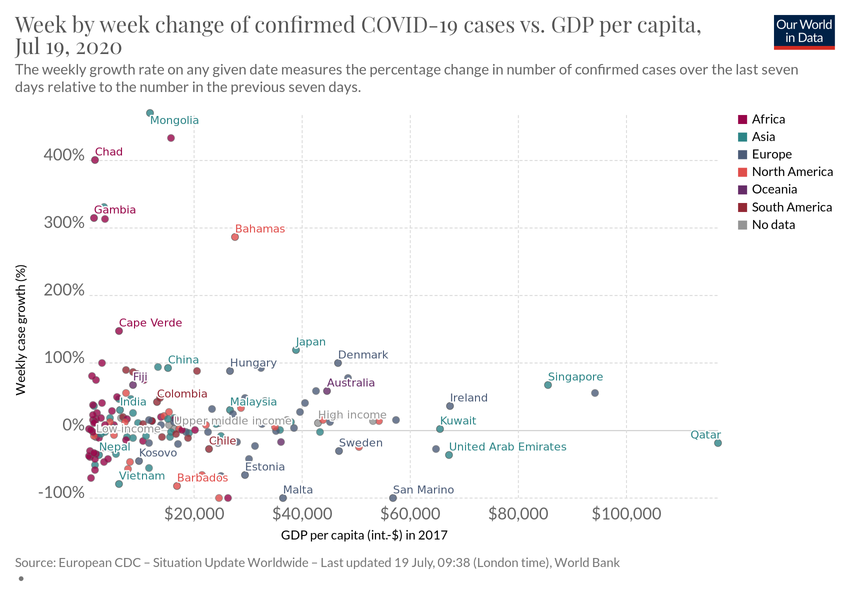 Week by week change of confirmed COVID-19 cases vs. GDP per capita,
Jul 19, 2020
Our World
in Data
The weekly growth rate on any given date measures the percentage change in number of confirmed cases over the last seven
days relative to the number in the previous seven days.
Mongolia
Africa
Asia
Chad
400%
Europe
North America
Oceania
Gambia
South America
300%
No data
Bahamas
200%
Cape Verde
Japan
Denmark
100%
China
Hungary
Fiji
Australia
Singapore
Colombia
India
Malaysia
Ireland
High income
Upper middle income
Kuwait
Low income
0%
Qatar
Chile
Sweden
Nepal
United Arab Emirates
Kosovo
Estonia
Vietnam
Barbados
Malta
San Marino
-100%
$20,000
$40,000
$60,000
$80,000
$100,000
Weekly case growth (%)
GDP per capita (int.-$) in 2017
Source: European CDC – Situation Update Worldwide – Last updated 19 July, 09:38 (London time), World Bank